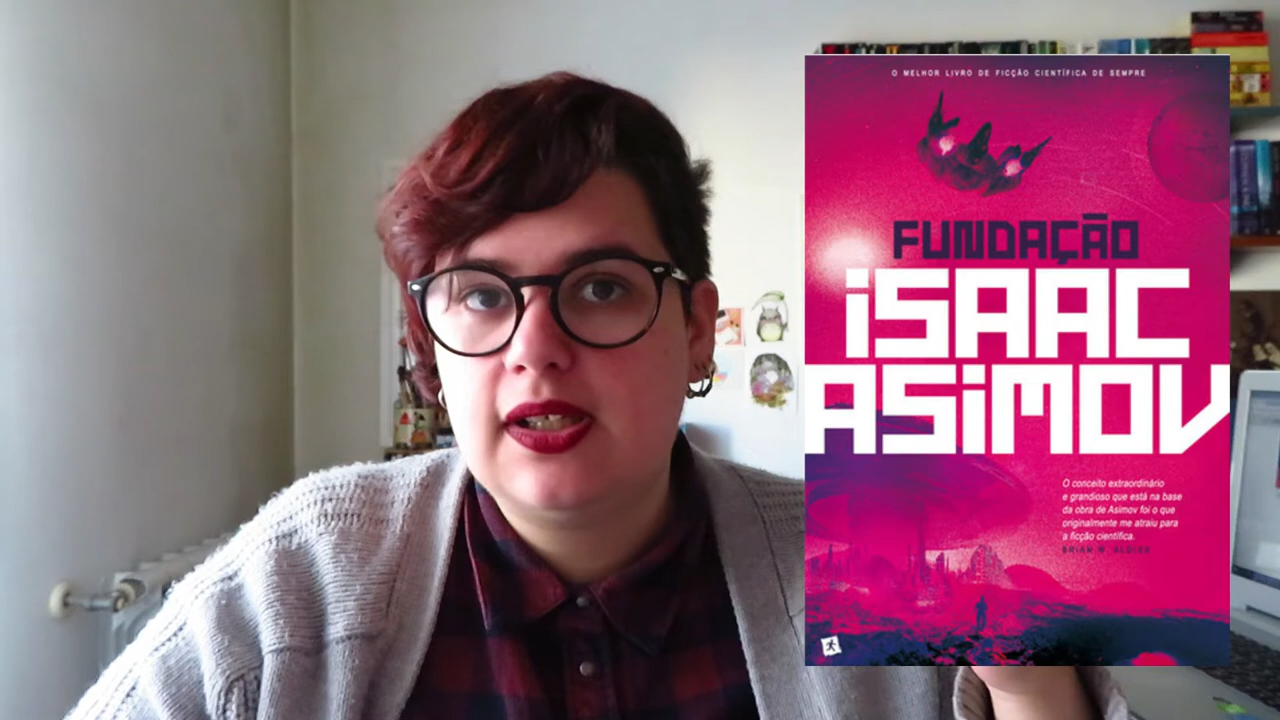 O MELHOR LIVRO DE FICÇÃO CIENTÍFICA DE SEMPRE
FUNDAÇÃO
iSAAC
ASiMOV
O conceito extraordinário
e grandioso que está na base
da obra de Asimov foi o que
originalmente me atraiu para
a ficção científica.
BRIAN W. ALDISS